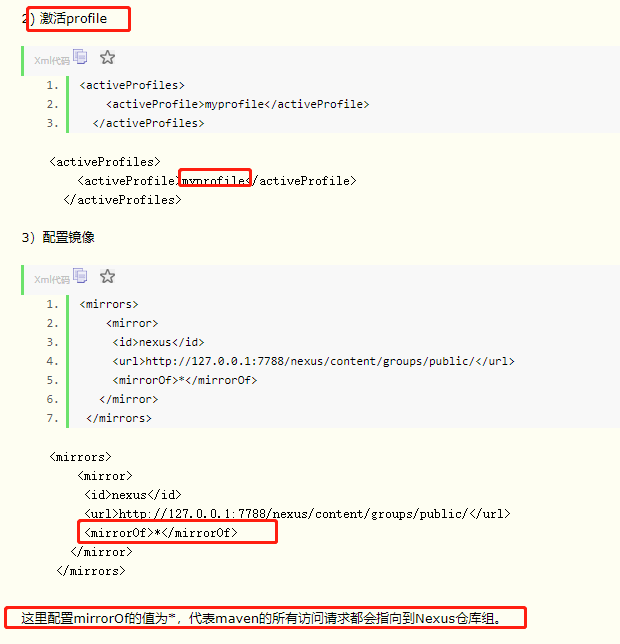 2）激活profile
Xml代码
1. <activeProfiles>
2. <activeProfile>myprofile</activeProfile>
3. </activeProfiles>
<activeProfiles>
<activeProfile>myprofile</activeProfile>
</activeProfiles>
3）配置镜像
Xml代码
1. <mirrors>
2. <mirror>
3. <id>nexus</id>
4. <url>http://127.0.0.1:7788/nexus/content/groups/public/</url>
5. <mirrorOf>*</mirrorOf>
6. </mirror>
7. </mirrors>
<mirrors>
<mirror>
<id>nexus</id>
<url>http://127.0.0.1:7788/nexus/content/groups/public/</url>
<mirrorOf>*</mirrorOf>
</mirror>
</mirrors>
这里配置mirrorOf的值为*，代表maven的所有访问请求都会指向到Nexus仓库组。